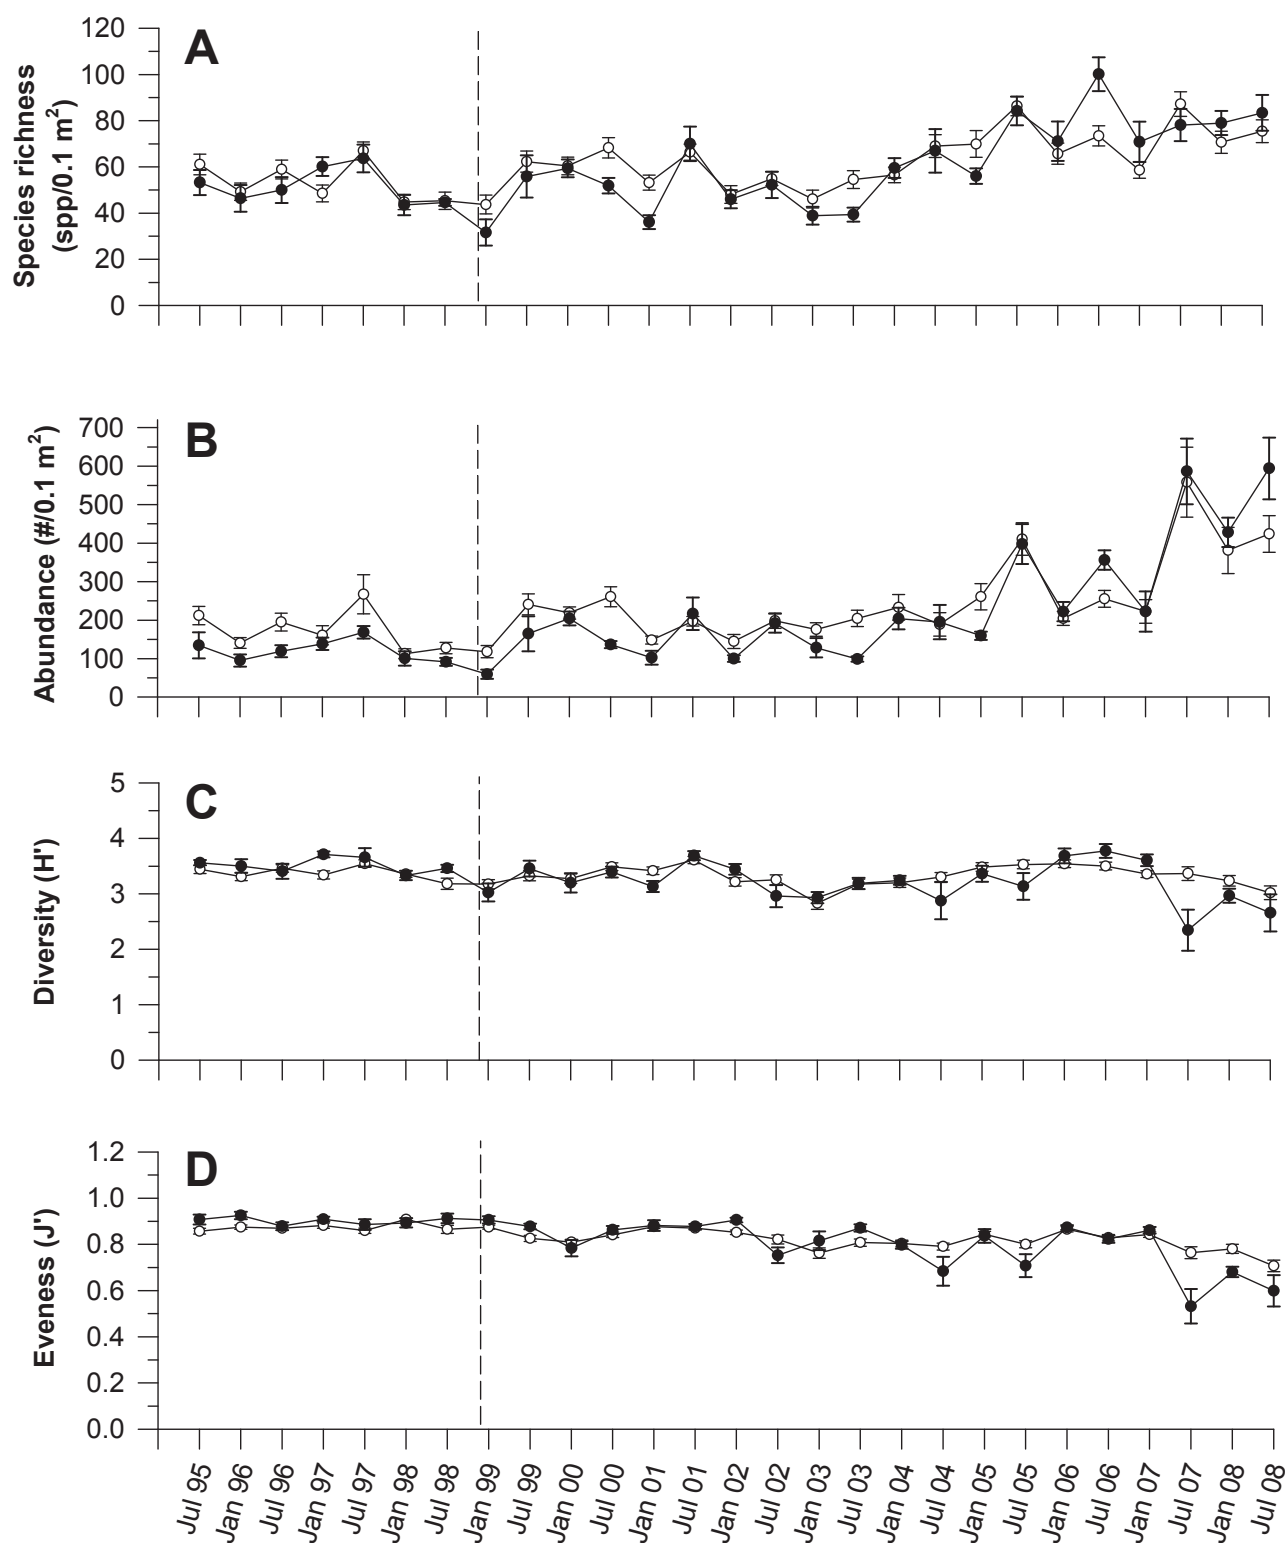 A
Species richness
(spp/0.1 m²)
120
100
80
60
40
20
0
B
Abundance (#/0.1 m²)
700
600
500
400
300
200
100
0
C
Diversity (H')
5
4
3
2
1
0
D
Eveness (J')
1.2
1.0
0.8
0.6
0.4
0.2
0.0
Jul 95
Jan 96
Jul 96
Jan 97
Jul 97
Jan 98
Jul 98
Jan 99
Jul 99
Jan 00
Jul 00
Jan 01
Jul 01
Jan 02
Jul 02
Jan 03
Jul 03
Jan 04
Jul 04
Jan 05
Jul 05
Jan 06
Jul 06
Jan 07
Jul 07
Jan 08
Jul 08